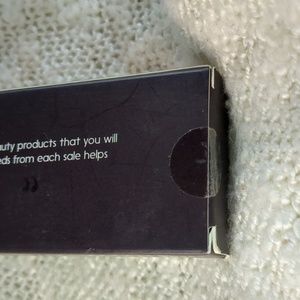 auty products that you will
eds from each sale helps
”